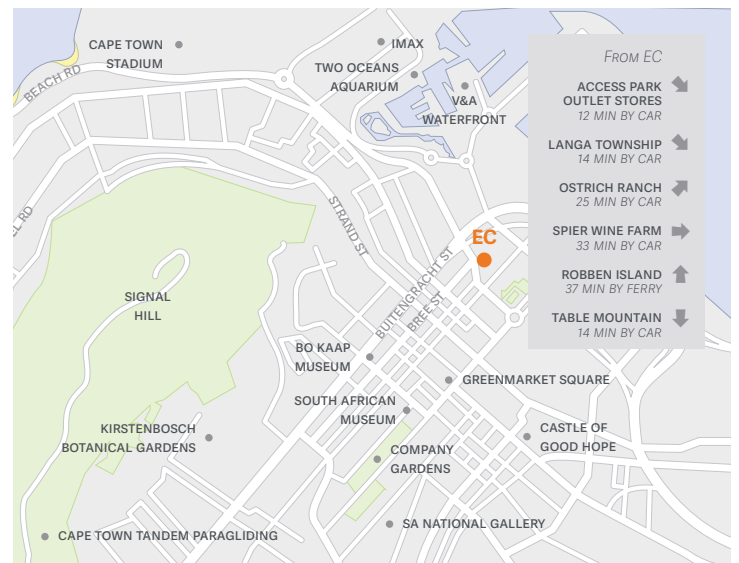 CAPE TOWN
STADIUM
IMAX
TWO OCEANS
AQUARIUM
V&A
WATERFRONT
BEACH RD
EL RD
STRAND ST
BUITENGRACHT ST
BREE ST
EC
FROM EC
ACCESS PARK
OUTLET STORES
12 MIN BY CAR
LANGA TOWNSHIP
14 MIN BY CAR
OSTRICH RANCH
25 MIN BY CAR
SPIER WINE FARM
33 MIN BY CAR
ROBBEN ISLAND
37 MIN BY FERRY
TABLE MOUNTAIN
14 MIN BY CAR
SIGNAL
HILL
BO KAAP
MUSEUM
GREENMARKET SQUARE
SOUTH AFRICAN
MUSEUM
KIRSTENBOSCH
BOTANICAL GARDENS
COMPANY
GARDENS
CASTLE OF
GOOD HOPE
SA NATIONAL GALLERY
CAPE TOWN TANDEM PARAGLIDING